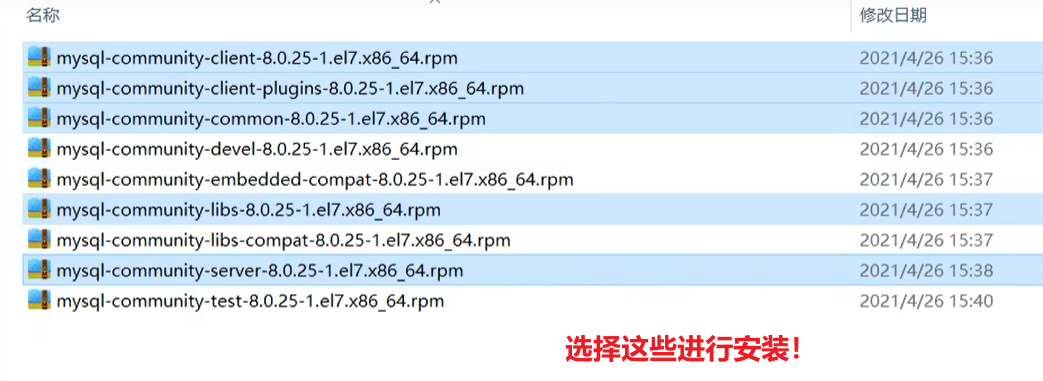 名称 修改日期
mysql-community-client-8.0.25-1.el7.x86_64.rpm 2021/4/26 15:36
mysql-community-client-plugins-8.0.25-1.el7.x86_64.rpm 2021/4/26 15:36
mysql-community-common-8.0.25-1.el7.x86_64.rpm 2021/4/26 15:36
mysql-community-devel-8.0.25-1.el7.x86_64.rpm 2021/4/26 15:36
mysql-community-embedded-compat-8.0.25-1.el7.x86_64.rpm 2021/4/26 15:37
mysql-community-libs-8.0.25-1.el7.x86_64.rpm 2021/4/26 15:37
mysql-community-libs-compat-8.0.25-1.el7.x86_64.rpm 2021/4/26 15:37
mysql-community-server-8.0.25-1.el7.x86_64.rpm 2021/4/26 15:38
mysql-community-test-8.0.25-1.el7.x86_64.rpm 2021/4/26 15:40
选择这些进行安装！